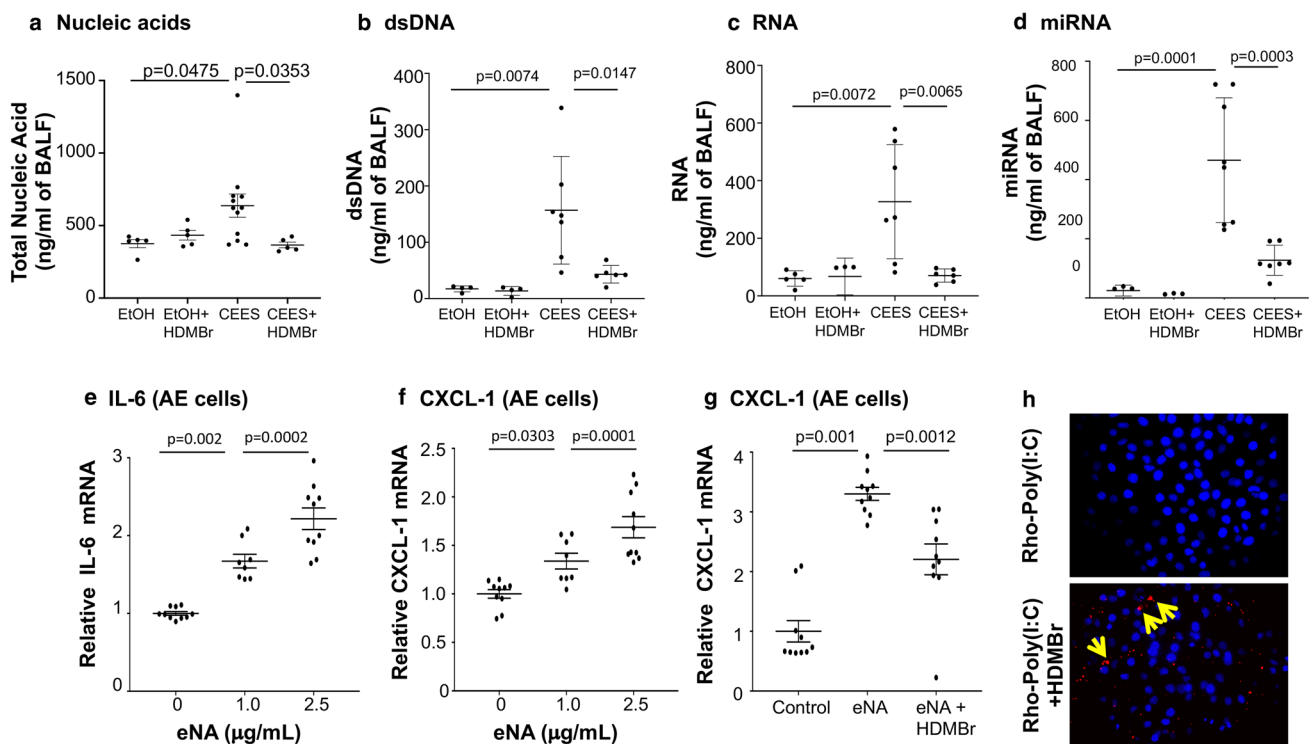 a Nucleic acids
p=0.0475 p=0.0353
Total Nucleic Acid
(ng/ml of BALF)
1500
1000
500
0
EtOH
EtOH+
HDMBr
CEES
CEES+
HDMBr
b dsDNA
p=0.0074 p=0.0147
dsDNA
(ng/ml of BALF)
400
300
200
100
0
EtOH
EtOH+
HDMBr
CEES
CEES+
HDMBr
c RNA
p=0.0072 p=0.0065
RNA
(ng/ml of BALF)
800
600
400
200
0
EtOH
EtOH+
HDMBr
CEES
CEES+
HDMBr
d miRNA
p=0.0001 p=0.0003
miRNA
(ng/ml of BALF)
800
600
400
200
0
EtOH
EtOH+
HDMBr
CEES
CEES+
HDMBr
e IL-6 (AE cells)
p=0.002 p=0.0002
Relative IL-6 mRNA
3
2
1
0
0 1.0 2.5
eNA (µg/mL)
f CXCL-1 (AE cells)
p=0.0303 p=0.0001
Relative CXCL-1 mRNA
2.5
2.0
1.5
1.0
0.5
0.0
0 1.0 2.5
eNA (µg/mL)
g CXCL-1 (AE cells)
p=0.001 p=0.0012
Relative CXCL-1 mRNA
4
3
2
1
0
Control
eNA
eNA +
HDMBr
h
Rho-Poly(I:C)
Rho-Poly(I:C)
+HDMBr